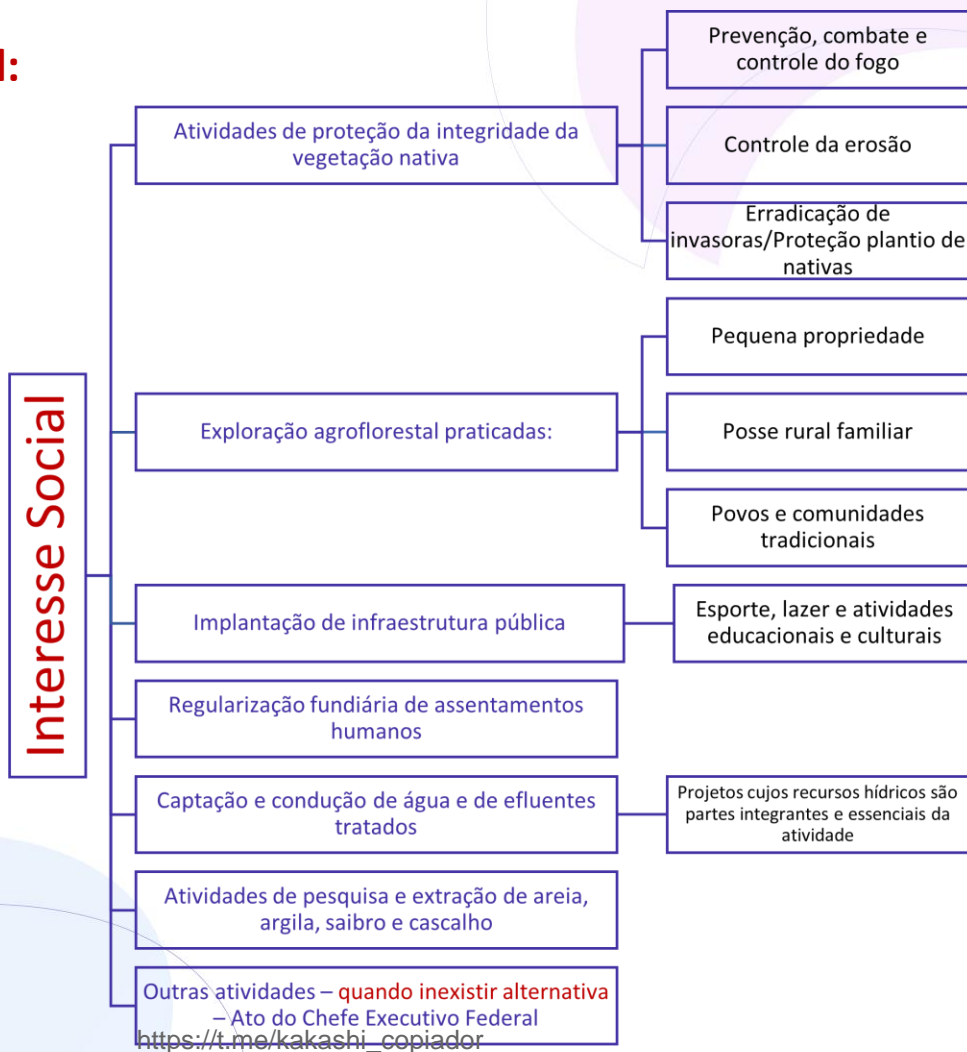 l:
Interesse Social
Atividades de proteção da integridade da
vegetação nativa
Prevenção, combate e
controle do fogo
Controle da erosão
Erradicação de
invasoras/Proteção plantio de
nativas
Exploração agroflorestal praticadas:
Pequena propriedade
Posse rural familiar
Povos e comunidades
tradicionais
Implantação de infraestrutura pública
Esporte, lazer e atividades
educacionais e culturais
Regularização fundiária de assentamentos
humanos
Captação e condução de água e de efluentes
tratados
Projetos cujos recursos hídricos são
partes integrantes e essenciais da
atividade
Atividades de pesquisa e extração de areia,
argila, saibro e cascalho
Outras atividades – quando inexistir alternativa
– Ato do Chefe Executivo Federal
https://t.me/kakashi_copiador